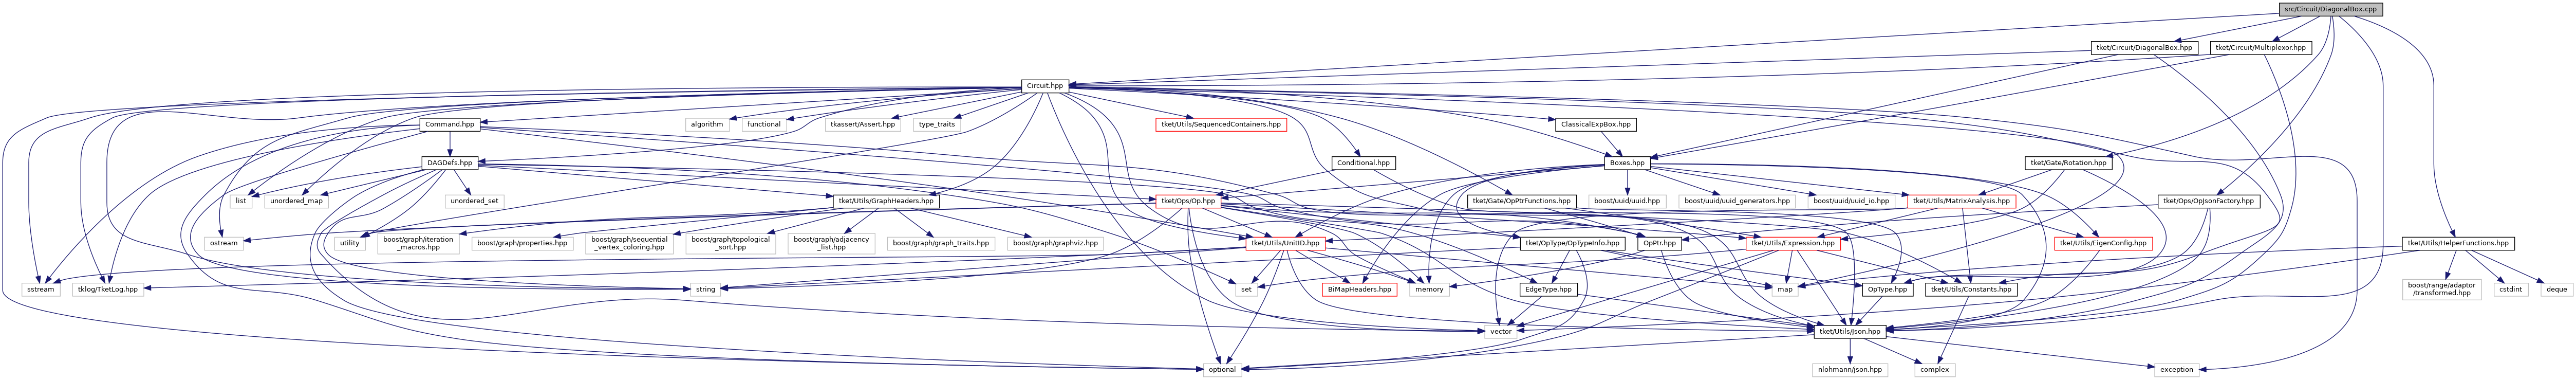 src/Circuit/DiagonalBox.cpp
tket/Circuit/DiagonalBox.hpp
tket/Circuit/Multiplexor.hpp
Circuit.hpp
algorithm
functional
tkassert/Assert.hpp
type_traits
tket/Utils/SequencedContainers.hpp
ClassicalExpBox.hpp
Command.hpp
DAGDefs.hpp
Conditional.hpp
Boxes.hpp
tket/Gate/Rotation.hpp
list
unordered_map
unordered_set
tket/Utils/GraphHeaders.hpp
tket/Ops/Op.hpp
tket/Gate/OpPtrFunctions.hpp
boost/uuid/uuid.hpp
boost/uuid/uuid_generators.hpp
boost/uuid/uuid_io.hpp
tket/Utils/MatrixAnalysis.hpp
tket/Ops/OpJsonFactory.hpp
ostream
utility
boost/graph/iteration
_macros.hpp
boost/graph/properties.hpp
boost/graph/sequential
_vertex_coloring.hpp
boost/graph/topological
_sort.hpp
boost/graph/adjacency
_list.hpp
boost/graph/graph_traits.hpp
boost/graph/graphviz.hpp
tket/Utils/UnitID.hpp
tket/OpType/OpTypeInfo.hpp
OpPtr.hpp
tket/Utils/Expression.hpp
tket/Utils/EigenConfig.hpp
tket/Utils/HelperFunctions.hpp
sstream
tklog/TketLog.hpp
string
set
BiMapHeaders.hpp
memory
EdgeType.hpp
map
OpType.hpp
tket/Utils/Constants.hpp
boost/range/adaptor
/transformed.hpp
cstdint
deque
vector
tket/Utils/Json.hpp
optional
nlohmann/json.hpp
complex
exception